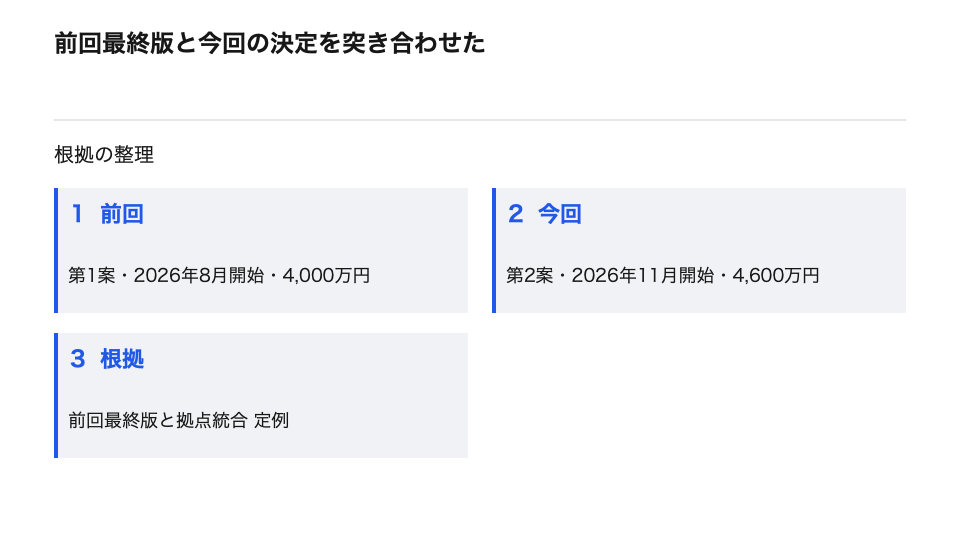 前回最終版と今回の決定を突き合わせた
根拠の整理
1 前回
第1案・2026年8月開始・4,000万円
2 今回
第2案・2026年11月開始・4,600万円
3 根拠
前回最終版と拠点統合 定例